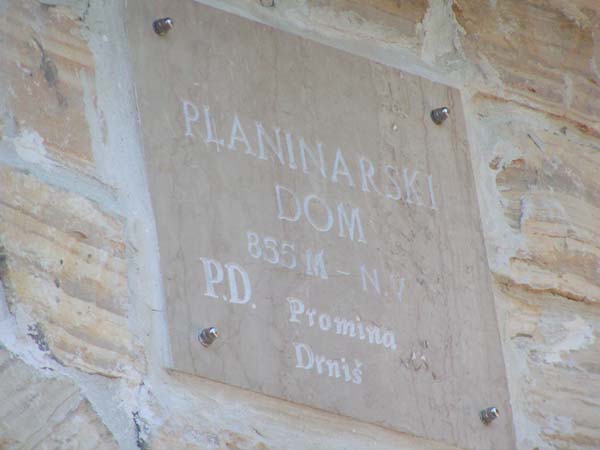 PLANINARSKI
DOM
855 M - N.V.
P.D. Promina
Drniš